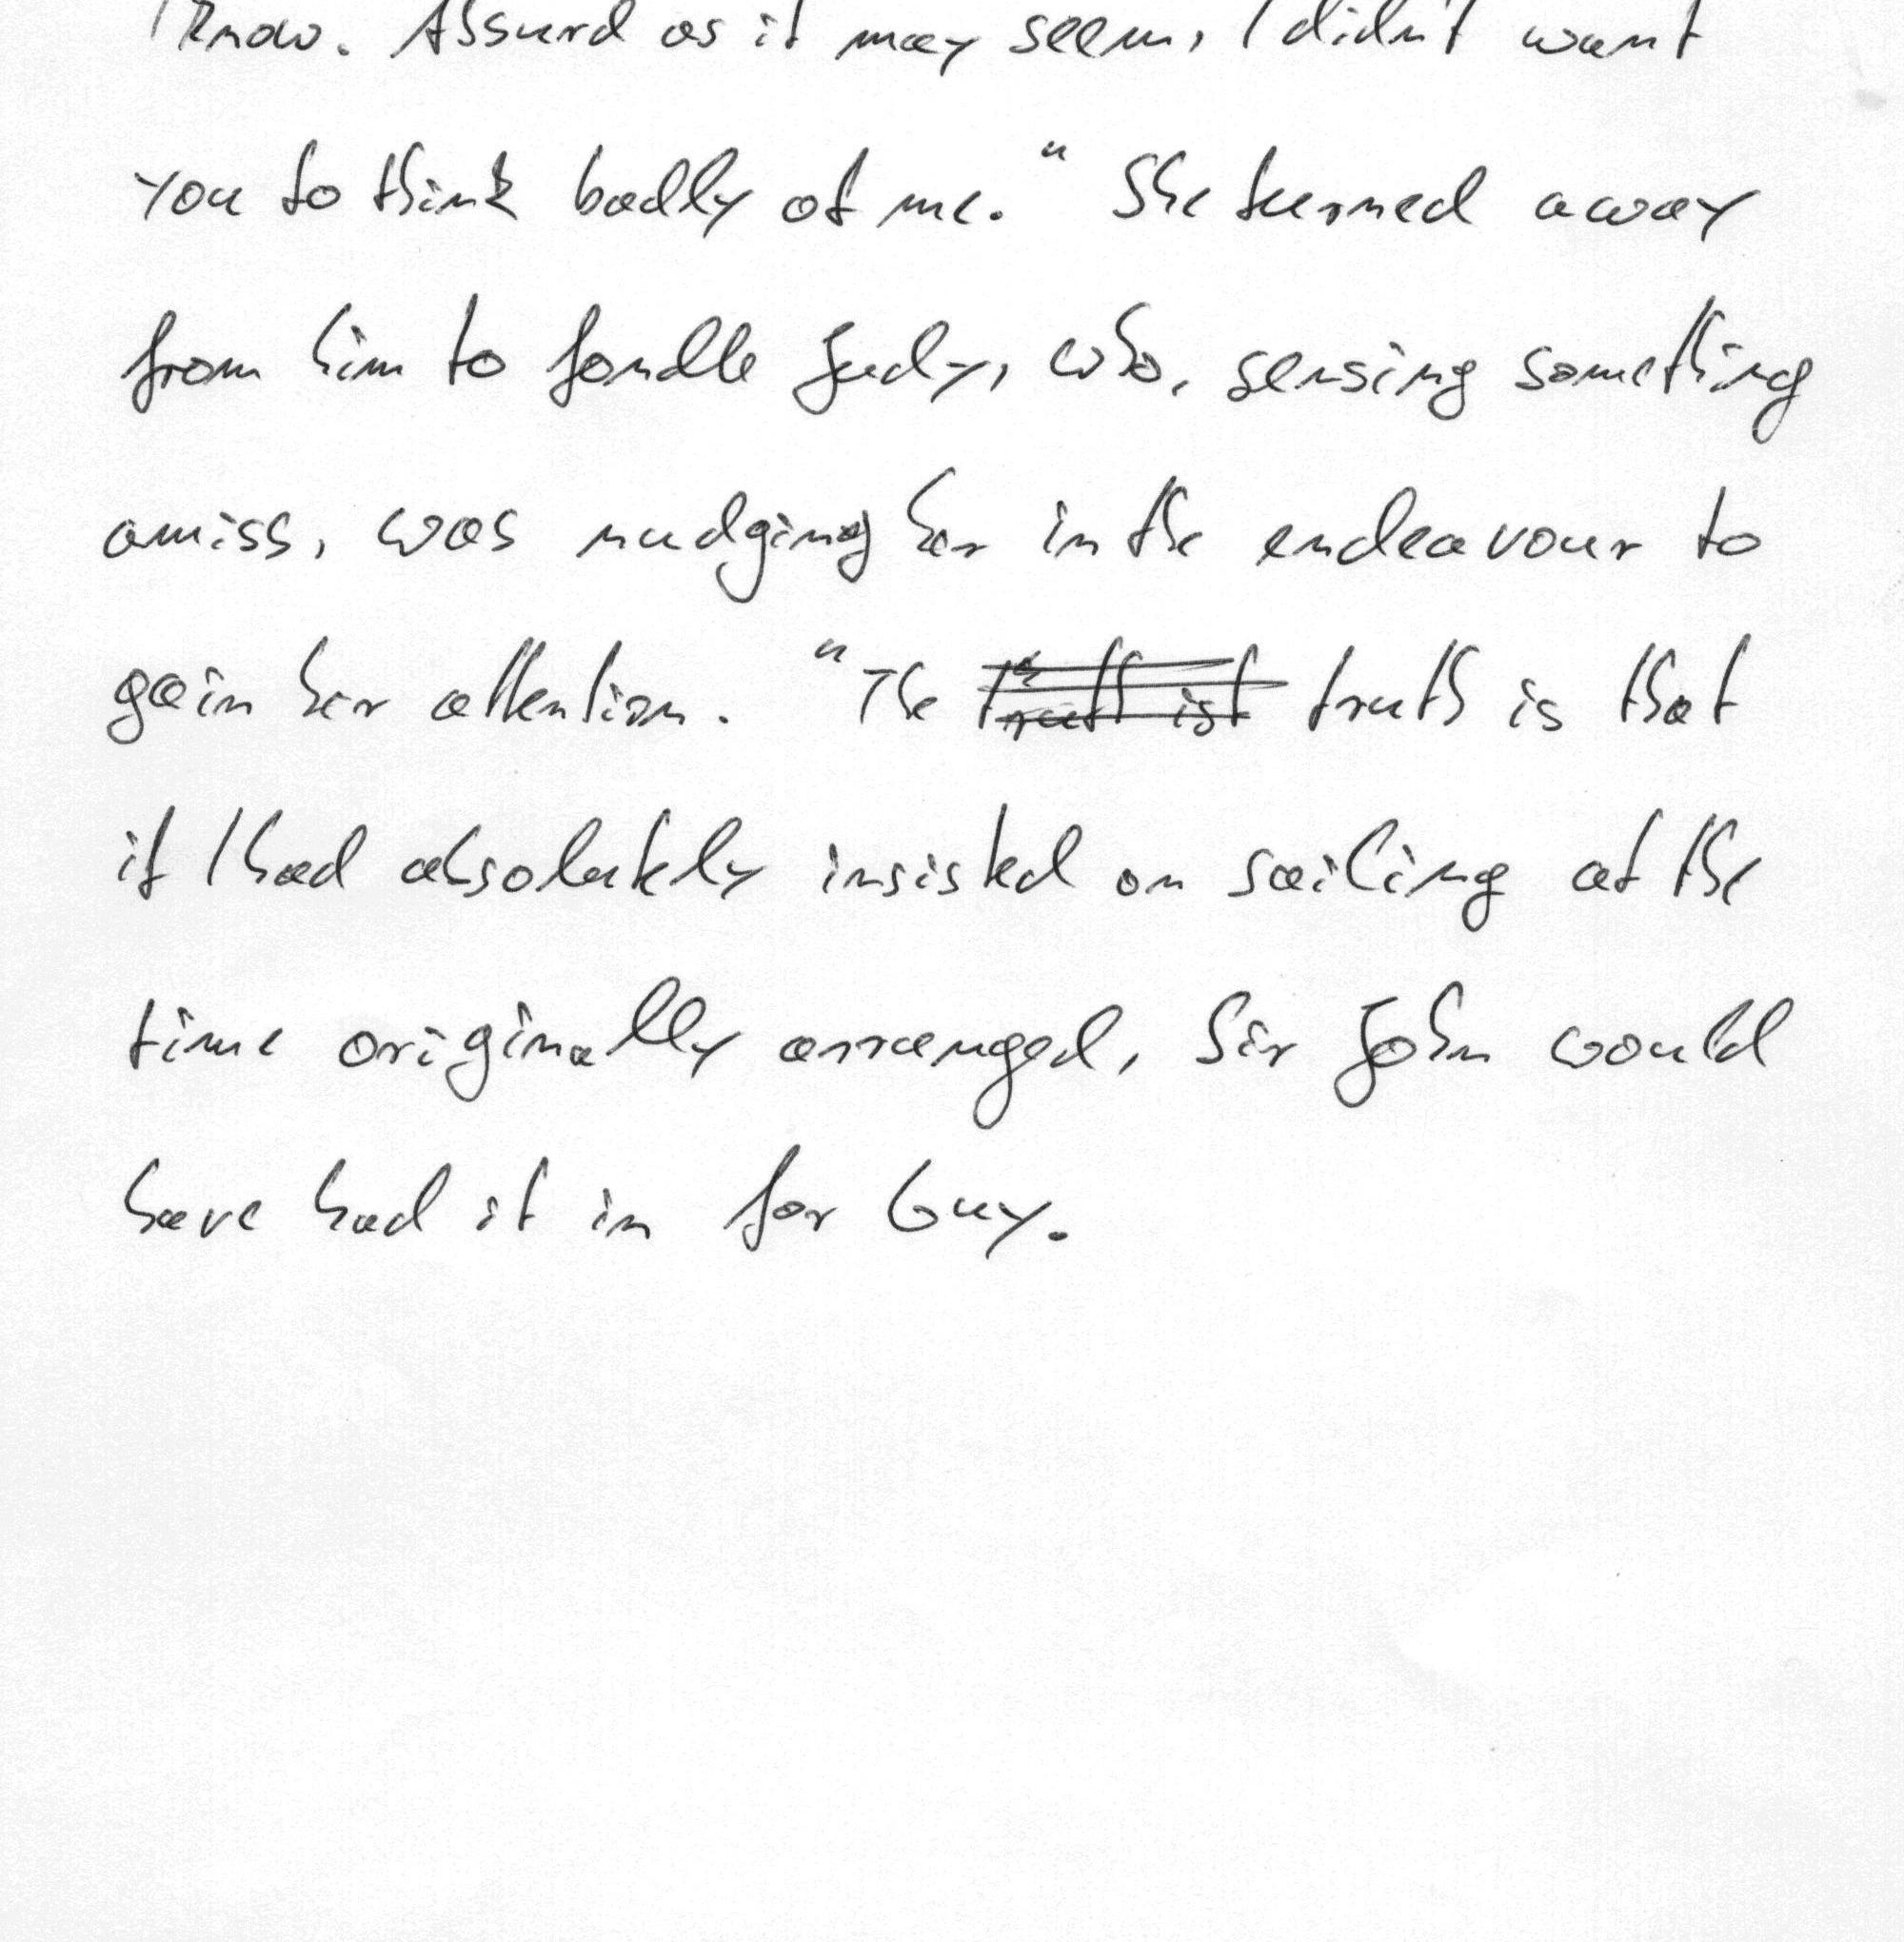 I know. Absurd as it may seem, I didn't want
you to think badly of me." She turned away
from him to fondle Judy, who, sensing something
amiss, was nudging her in the endeavour to
gain her attention. "The truth is that
if I had absolutely insisted on sailing at the
time originally arranged, Sir John would
have had it in for Guy.